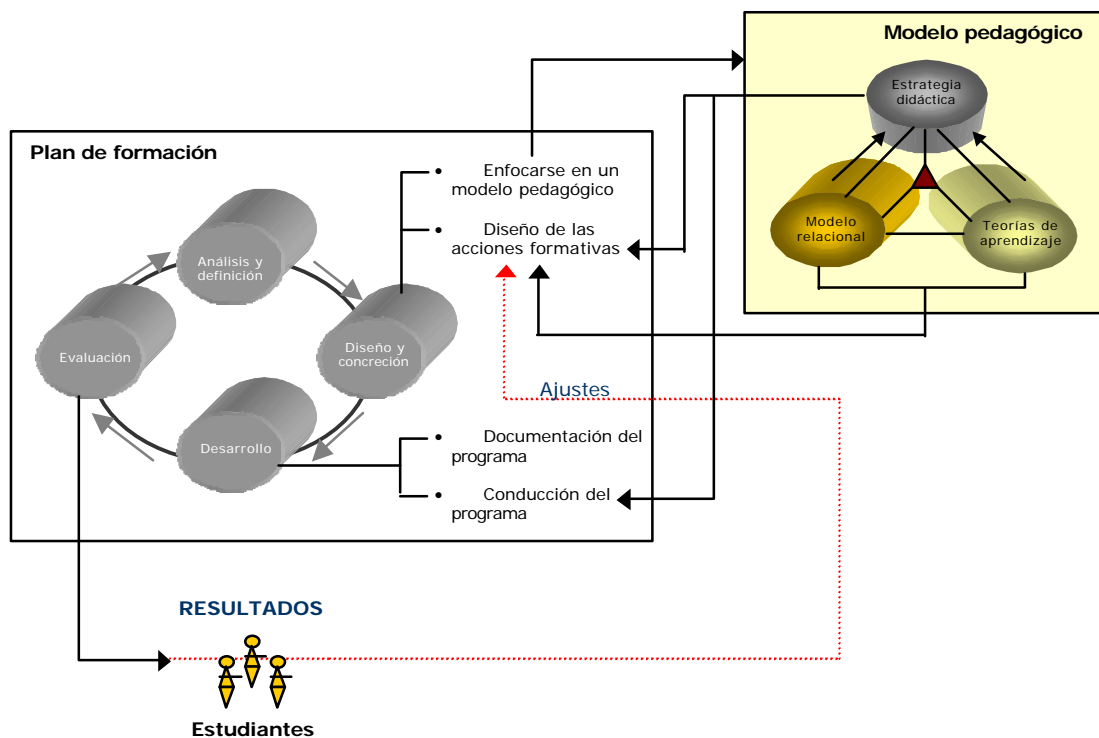 Modelo pedagógico
Estrategia
didáctica
Modelo
relacional
Teorías de
aprendizaje
Plan de formación
• Enfocarse en un
modelo pedagógico
• Diseño de las
acciones formativas
Análisis y
definición
Evaluación
Diseño y
concreción
Desarrollo
Ajustes
• Documentación del
programa
• Conducción del
programa
RESULTADOS
Estudiantes